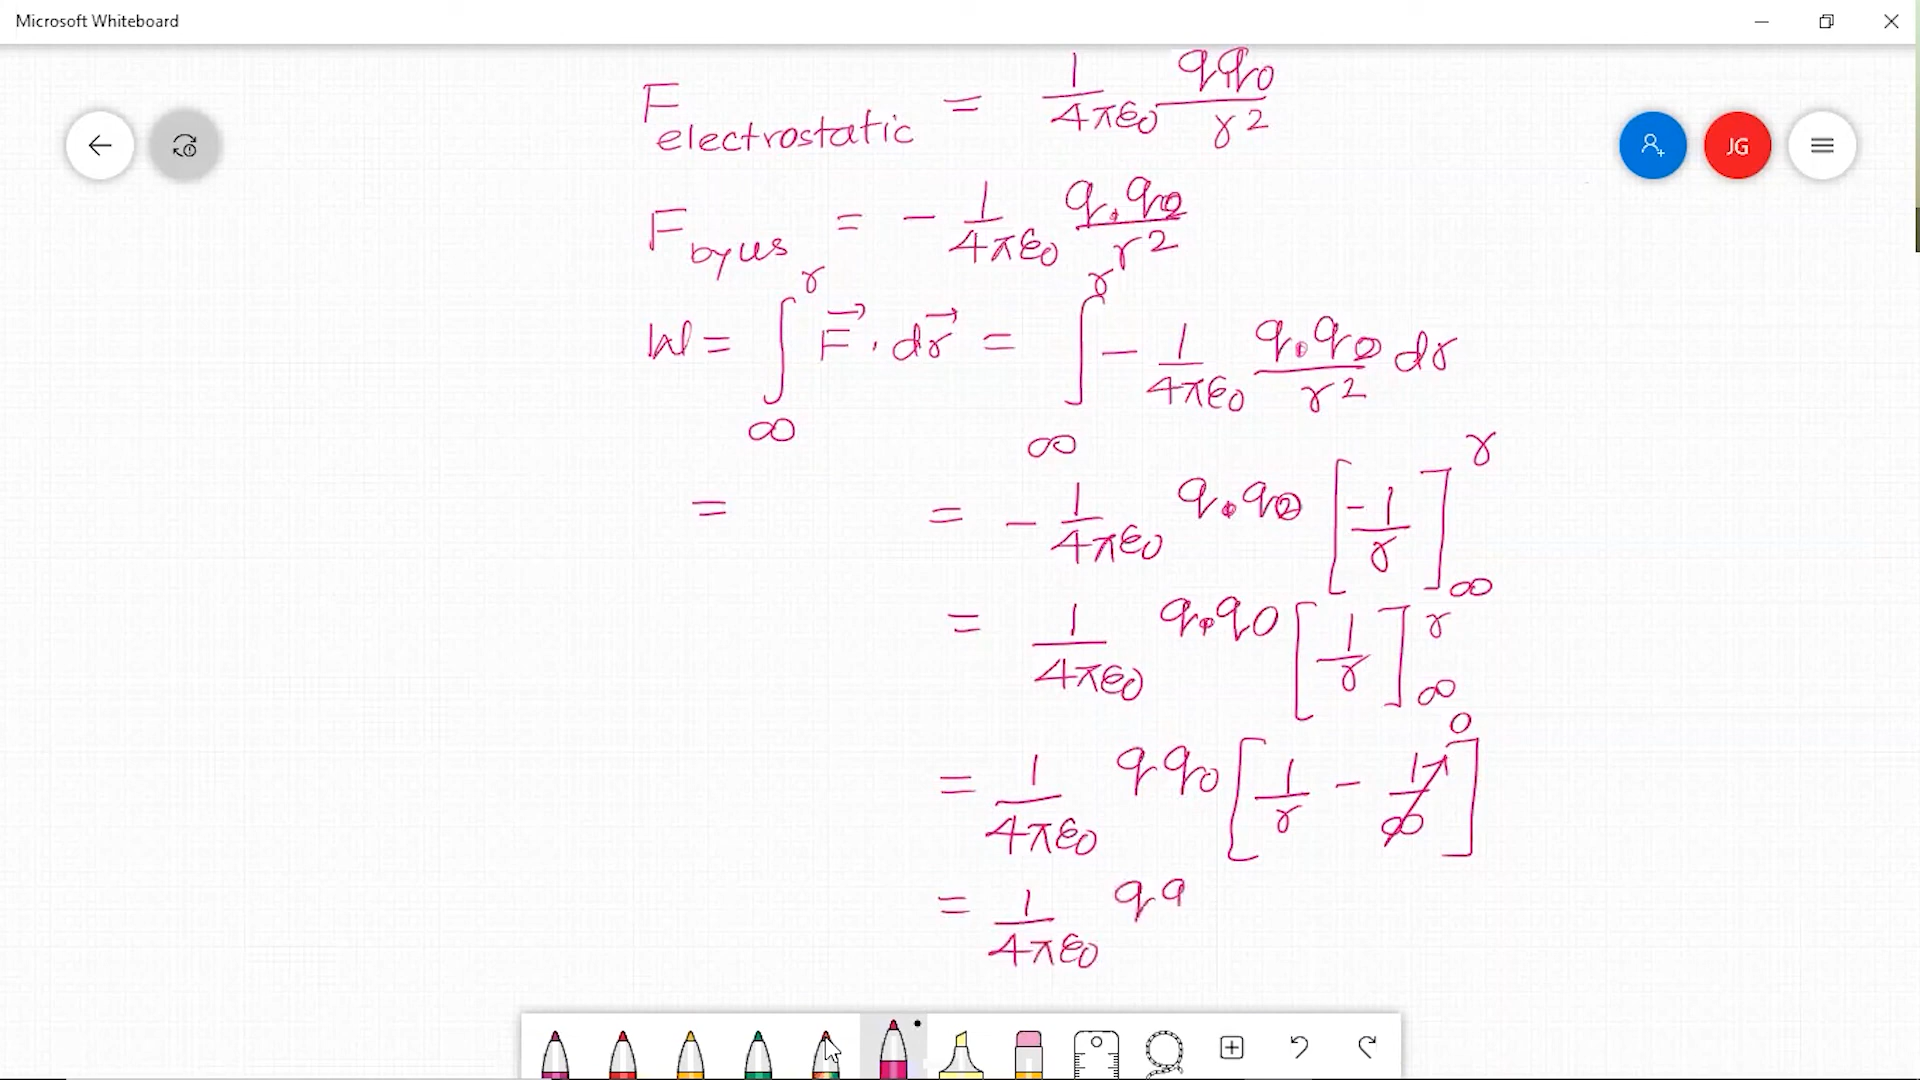 Microsoft Whiteboard
F electrostatic = 1/4πε0 qq0/r2
JG
F by us = - 1/4πε0 q.q0/r2
W = ∫∞r F⃗ . dr⃗ = ∫∞r - 1/4πε0 q.q0/r2 dr
= = - 1/4πε0 q.q0 [-1/r]∞r
= 1/4πε0 q.q0 [1/r]∞r
= 1/4πε0 qq0 [1/r - 1/∞] 0
= 1/4πε0 qq